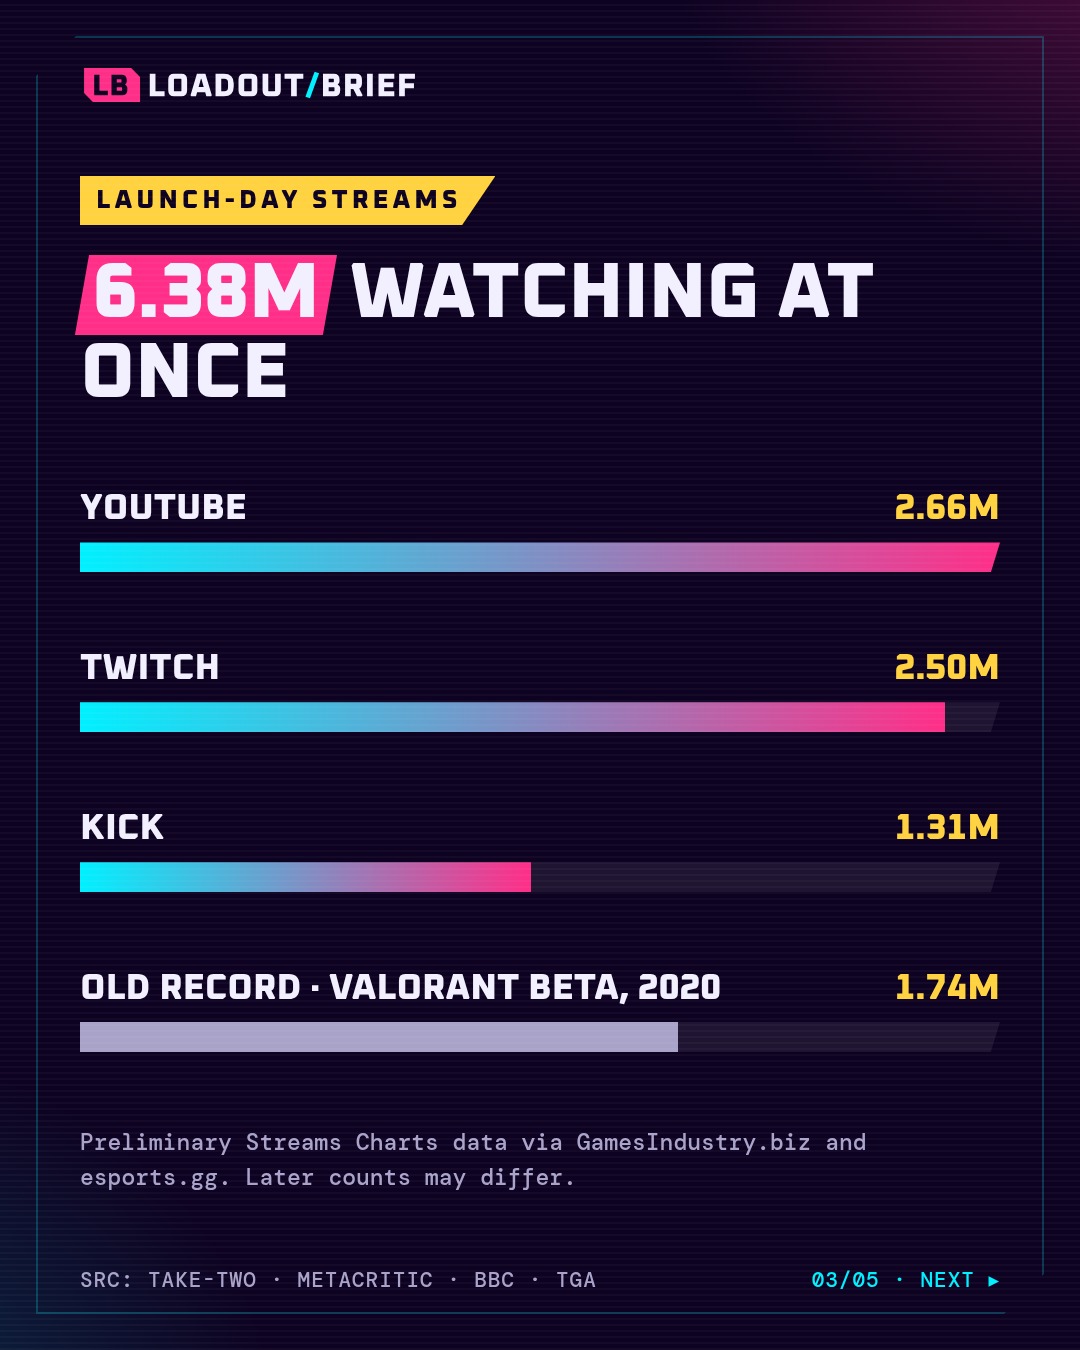 LB LOADOUT/BRIEF
LAUNCH-DAY STREAMS
6.38M WATCHING AT
ONCE
YOUTUBE 2.66M
TWITCH 2.50M
KICK 1.31M
OLD RECORD · VALORANT BETA, 2020 1.74M
Preliminary Streams Charts data via GamesIndustry.biz and
esports.gg. Later counts may differ.
SRC: TAKE-TWO · METACRITIC · BBC · TGA 03/05 · NEXT ▸